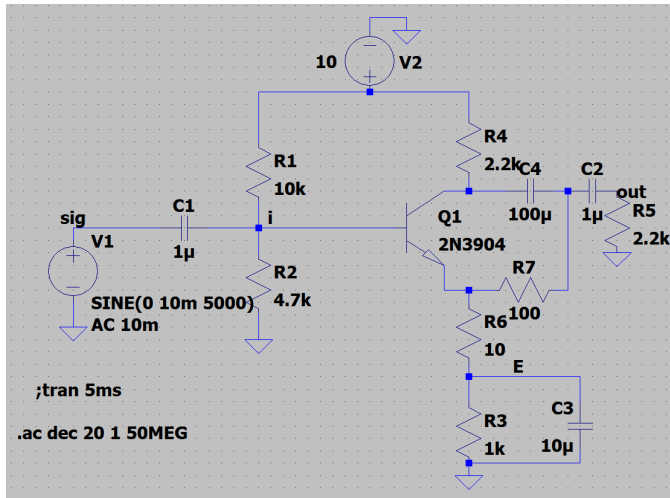 10
V2
R1
10k
R4
2.2k
C4
100µ
C2
1µ
out
R5
2.2k
sig
C1
1µ
i
Q1
2N3904
V1
SINE(0 10m 5000)
AC 10m
R2
4.7k
R7
100
R6
10
E
R3
1k
C3
10µ
;tran 5ms
.ac dec 20 1 50MEG